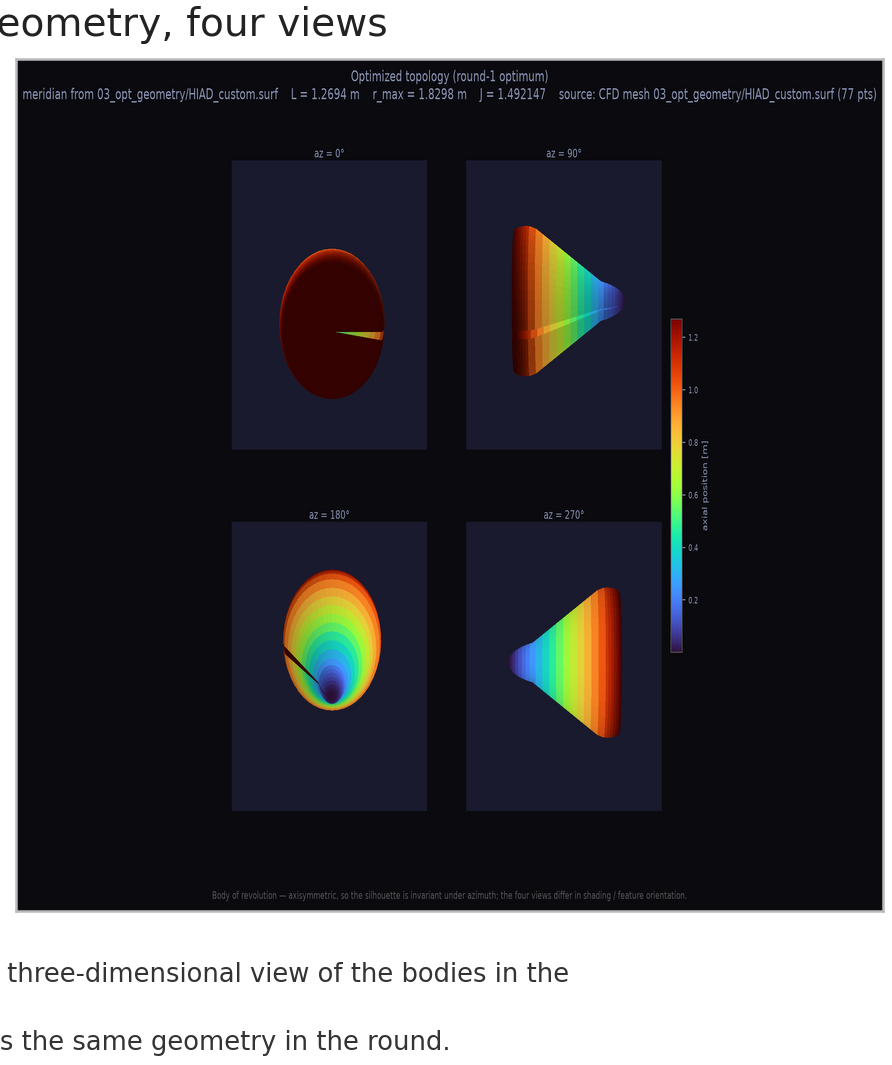 eometry, four views
Optimized topology (round-1 optimum)
meridian from 03_opt_geometry/HIAD_custom.surf    L = 1.2694 m    r_max = 1.8298 m    J = 1.492147    source: CFD mesh 03_opt_geometry/HIAD_custom.surf (77 pts)
az = 0°
az = 90°
az = 180°
az = 270°
1.2
1.0
0.8
0.6
0.4
0.2
axial position [m]
Body of revolution — axisymmetric, so the silhouette is invariant under azimuth; the four views differ in shading / feature orientation.
three-dimensional view of the bodies in the
s the same geometry in the round.